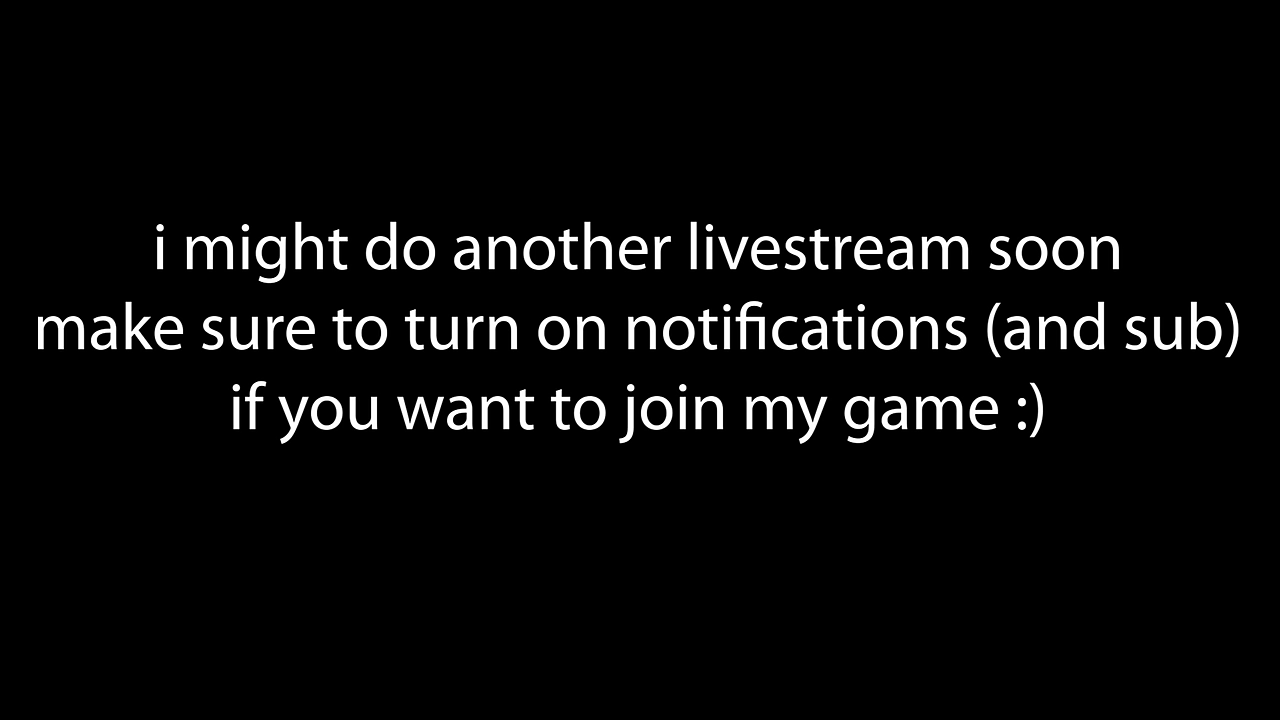 i might do another livestream soon
make sure to turn on notifications (and sub)
if you want to join my game :)